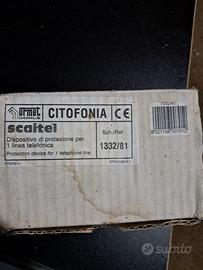 urmet
CITOFONIA
CE
scaitel
Dispositivo di protezione per
1 linea telefonica
Protection device for 1 telephone line
Sch./Ref.
1332/81
1332/81
subito